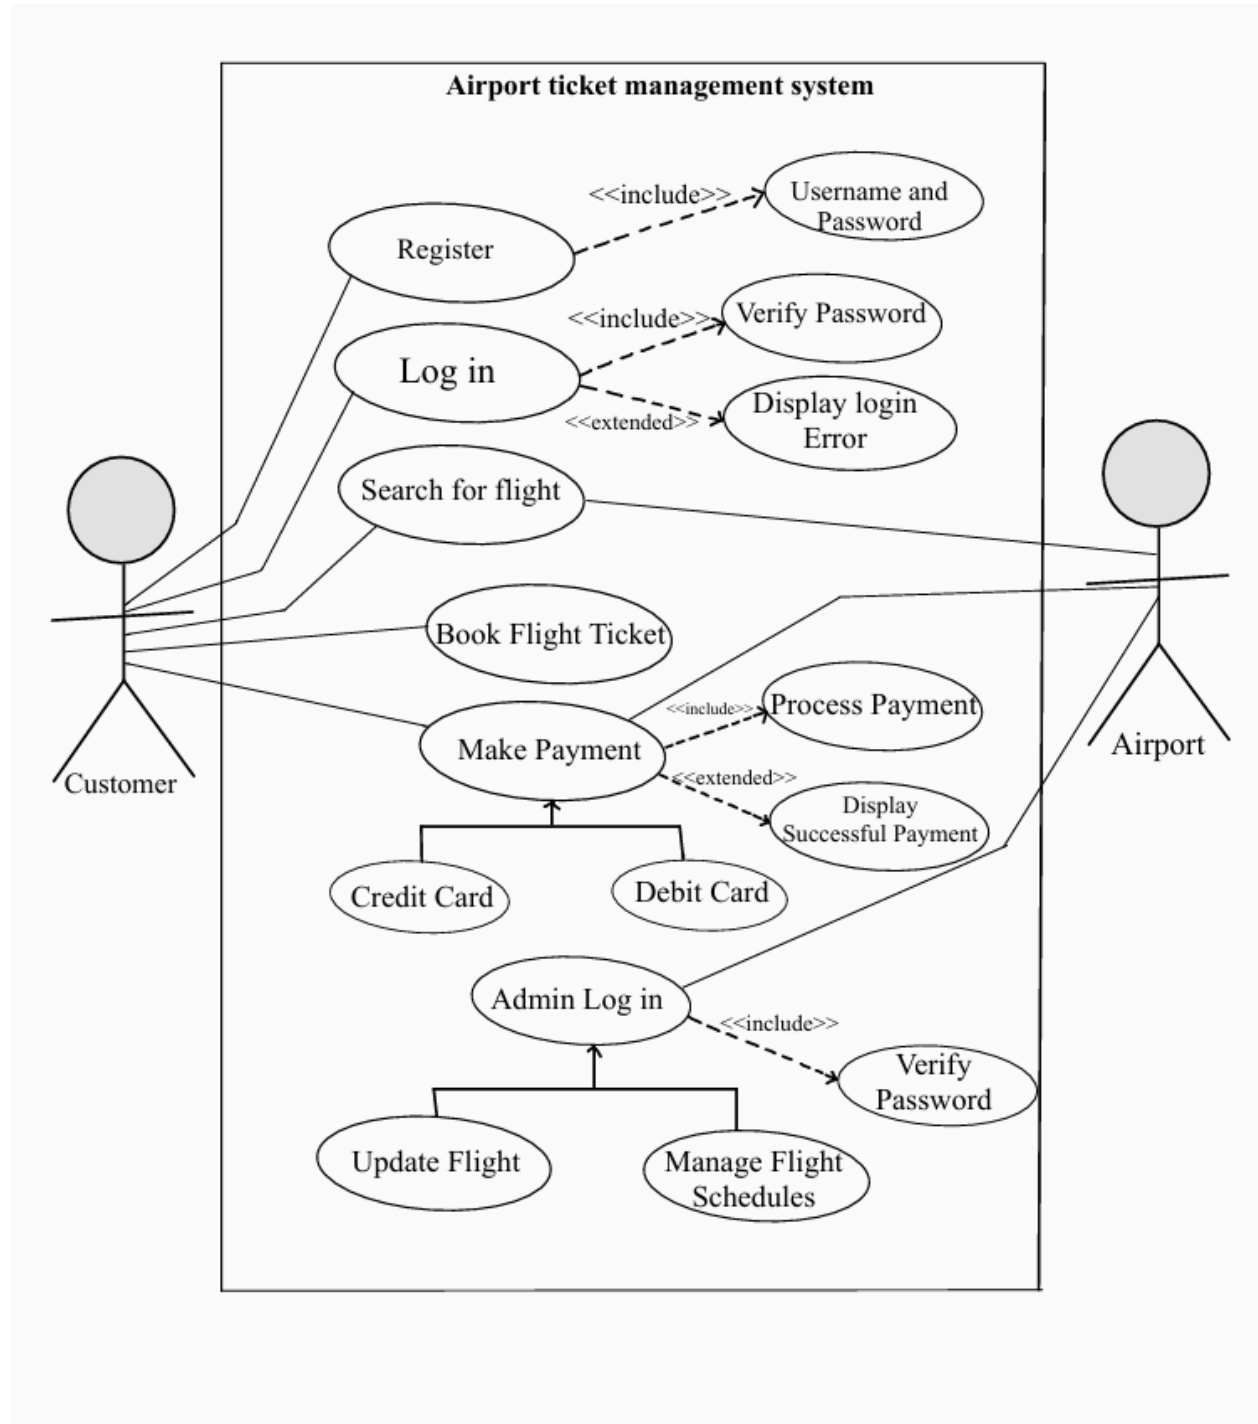 Airport ticket management system
<<include>>
Username and
Password
Register
<<include>>
Verify Password
Log in
<<extended>>
Display login
Error
Search for flight
Book Flight Ticket
<<include>>
Process Payment
Make Payment
<<extended>>
Display
Successful Payment
Customer
Airport
Credit Card
Debit Card
Admin Log in
<<include>>
Verify
Password
Update Flight
Manage Flight
Schedules